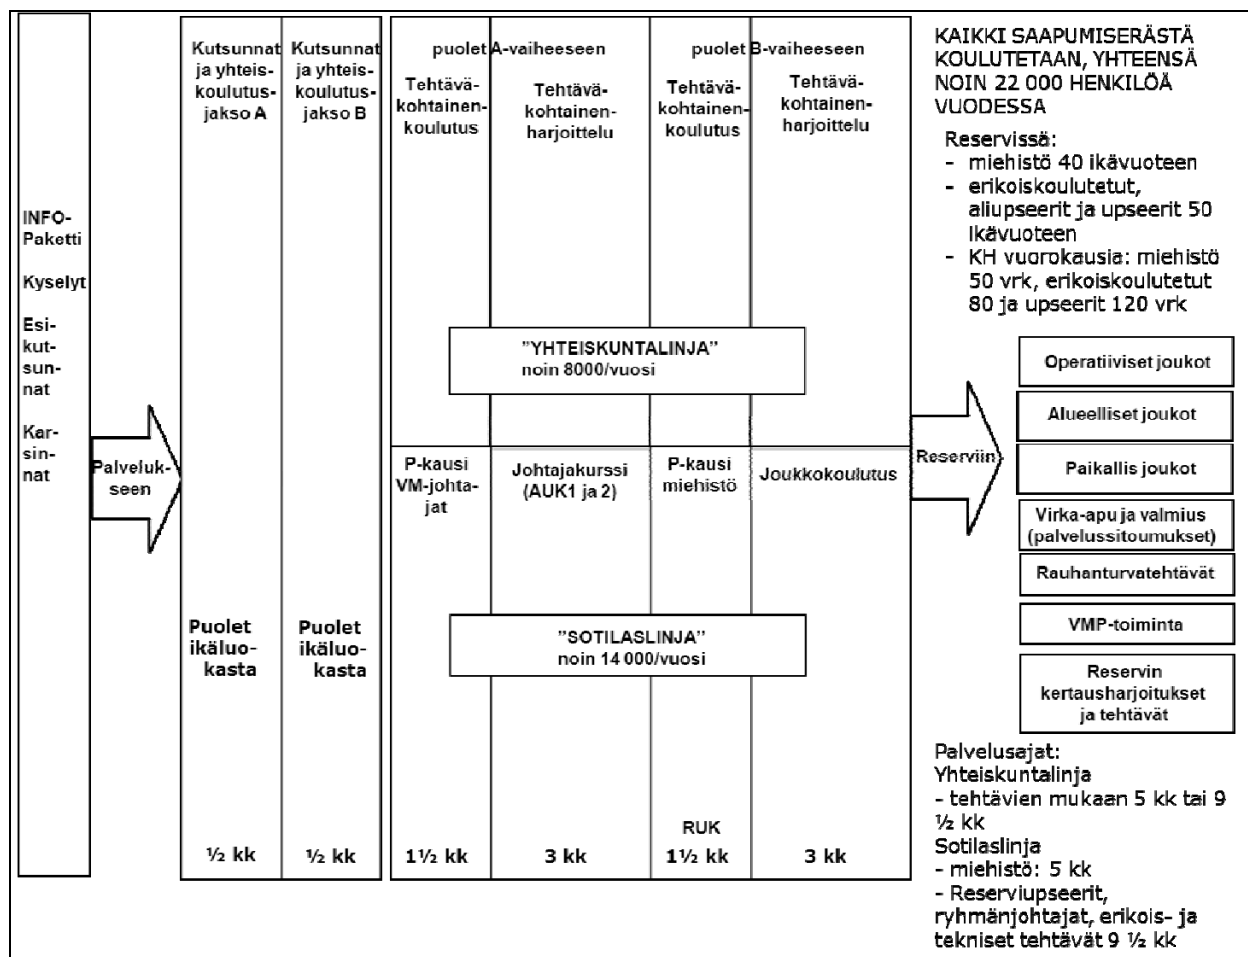 INFO-
Paketti
Kyselyt
Esi-
kut-
sun-
nat
Kar-
sin-
nat
Palveluk-
seen
Kutsunnat
ja yhteis-
koulutus-
jakso A
Puolet
ikäluo-
kasta
½ kk
Kutsunnat
ja yhteis-
koulutus-
jakso B
Puolet
ikäluo-
kasta
½ kk
puolet A-vaiheeseen
Tehtävä-
kohtainen-
koulutus
Tehtävä-
kohtainen-
harjoittelu
puolet B-vaiheeseen
Tehtävä-
kohtainen-
koulutus
Tehtävä-
kohtainen-
harjoittelu
"YHTEISKUNTALINJA"
noin 8000/vuosi
P-kausi
VM-johta-
jat
Johtajakurssi
(AUK1 ja 2)
P-kausi
miehistö
Joukkokoulutus
"SOTILASLINJA"
noin 14 000/vuosi
RUK
1½ kk
3 kk
1½ kk
3 kk
Reserviin
KAIKKI SAAPUMISERÄSTÄ
KOULUTETAAN, YHTEENSÄ
NOIN 22 000 HENKILÖÄ
VUODESSA
Reservissä:
- miehistö 40 ikävuoteen
- erikoiskoulutetut,
aliupseerit ja upseerit 50
ikävuoteen
- KH vuorokausia: miehistö
50 vrk, erikoiskoulutetut
80 ja upseerit 120 vrk
Operatiiviset joukot
Alueelliset joukot
Paikallis joukot
Virka-apu ja valmius
(palvelussitoumukset)
Rauhanturvatehtävät
VMP-toiminta
Reservin
kertausharjoitukset
ja tehtävät
Palvelusajat:
Yhteiskuntalinja
- tehtävien mukaan 5 kk tai 9
½ kk
Sotilaslinja
- miehistö: 5 kk
- Reserviupseerit,
ryhmänjohtajat, erikois- ja
tekniset tehtävät 9 ½ kk